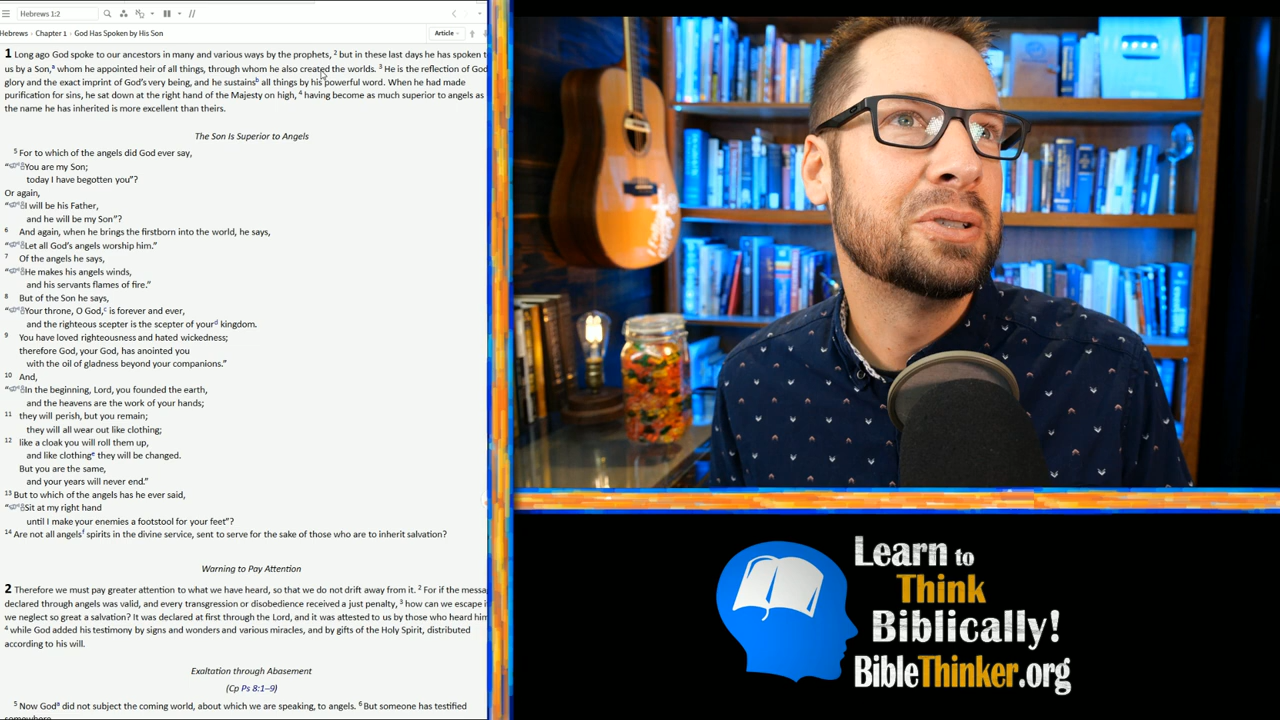 Hebrews 1:2
Hebrews › Chapter 1 › God Has Spoken by His Son
Article
1 Long ago God spoke to our ancestors in many and various ways by the prophets, 2 but in these last days he has spoken
us by a Son,a whom he appointed heir of all things, through whom he also created the worlds. 3 He is the reflection of God
glory and the exact imprint of God's very being, and he sustainsb all things by his powerful word. When he had made
purification for sins, he sat down at the right hand of the Majesty on high, 4 having become as much superior to angels as
the name he has inherited is more excellent than theirs.
The Son Is Superior to Angels
5 For to which of the angels did God ever say,
“You are my Son;
today I have begotten you”?
Or again,
“I will be his Father,
and he will be my Son”?
6 And again, when he brings the firstborn into the world, he says,
“Let all God's angels worship him.”
7 Of the angels he says,
“He makes his angels winds,
and his servants flames of fire.”
8 But of the Son he says,
“Your throne, O God,c is forever and ever,
and the righteous scepter is the scepter of yourd kingdom.
9 You have loved righteousness and hated wickedness;
therefore God, your God, has anointed you
with the oil of gladness beyond your companions.”
10 And,
“In the beginning, Lord, you founded the earth,
and the heavens are the work of your hands;
11 they will perish, but you remain;
they will all wear out like clothing;
12 like a cloak you will roll them up,
and like clothinge they will be changed.
But you are the same,
and your years will never end.”
13 But to which of the angels has he ever said,
“Sit at my right hand
until I make your enemies a footstool for your feet”?
14 Are not all angelsf spirits in the divine service, sent to serve for the sake of those who are to inherit salvation?
Warning to Pay Attention
2 Therefore we must pay greater attention to what we have heard, so that we do not drift away from it. 2 For if the messa
declared through angels was valid, and every transgression or disobedience received a just penalty, 3 how can we escape i
we neglect so great a salvation? It was declared at first through the Lord, and it was attested to us by those who heard him
4 while God added his testimony by signs and wonders and various miracles, and by gifts of the Holy Spirit, distributed
according to his will.
Exaltation through Abasement
(Cp Ps 8:1–9)
5 Now Goda did not subject the coming world, about which we are speaking, to angels. 6 But someone has testified
somewhere
Learn to
Think
Biblically!
BibleThinker.org